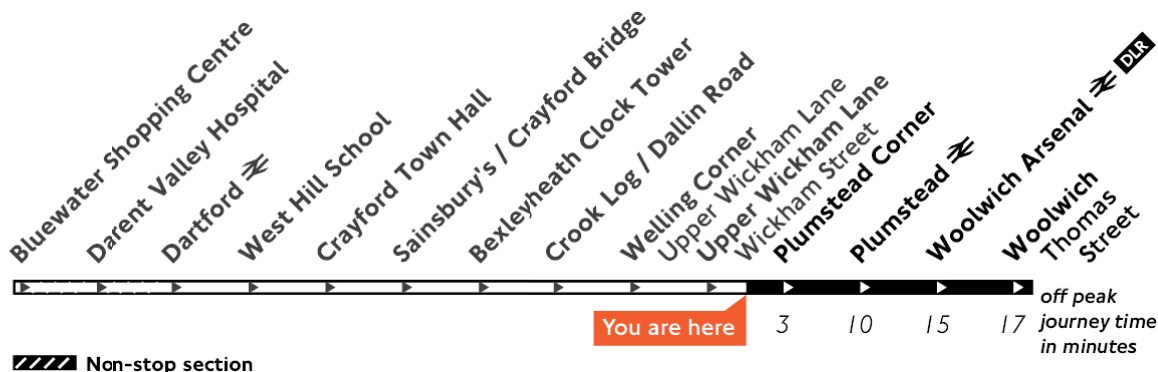 Bluewater Shopping Centre
Darent Valley Hospital
Dartford
West Hill School
Crayford Town Hall
Sainsbury's / Crayford Bridge
Bexleyheath Clock Tower
Crook Log / Dallin Road
Welling Corner
Upper Wickham Lane
Upper Wickham Lane
Wickham Street
Plumstead Corner
Plumstead
Woolwich Arsenal DLR
Woolwich
Thomas
Street
You are here
3 10 15 17
off peak
journey time
in minutes
Non-stop section